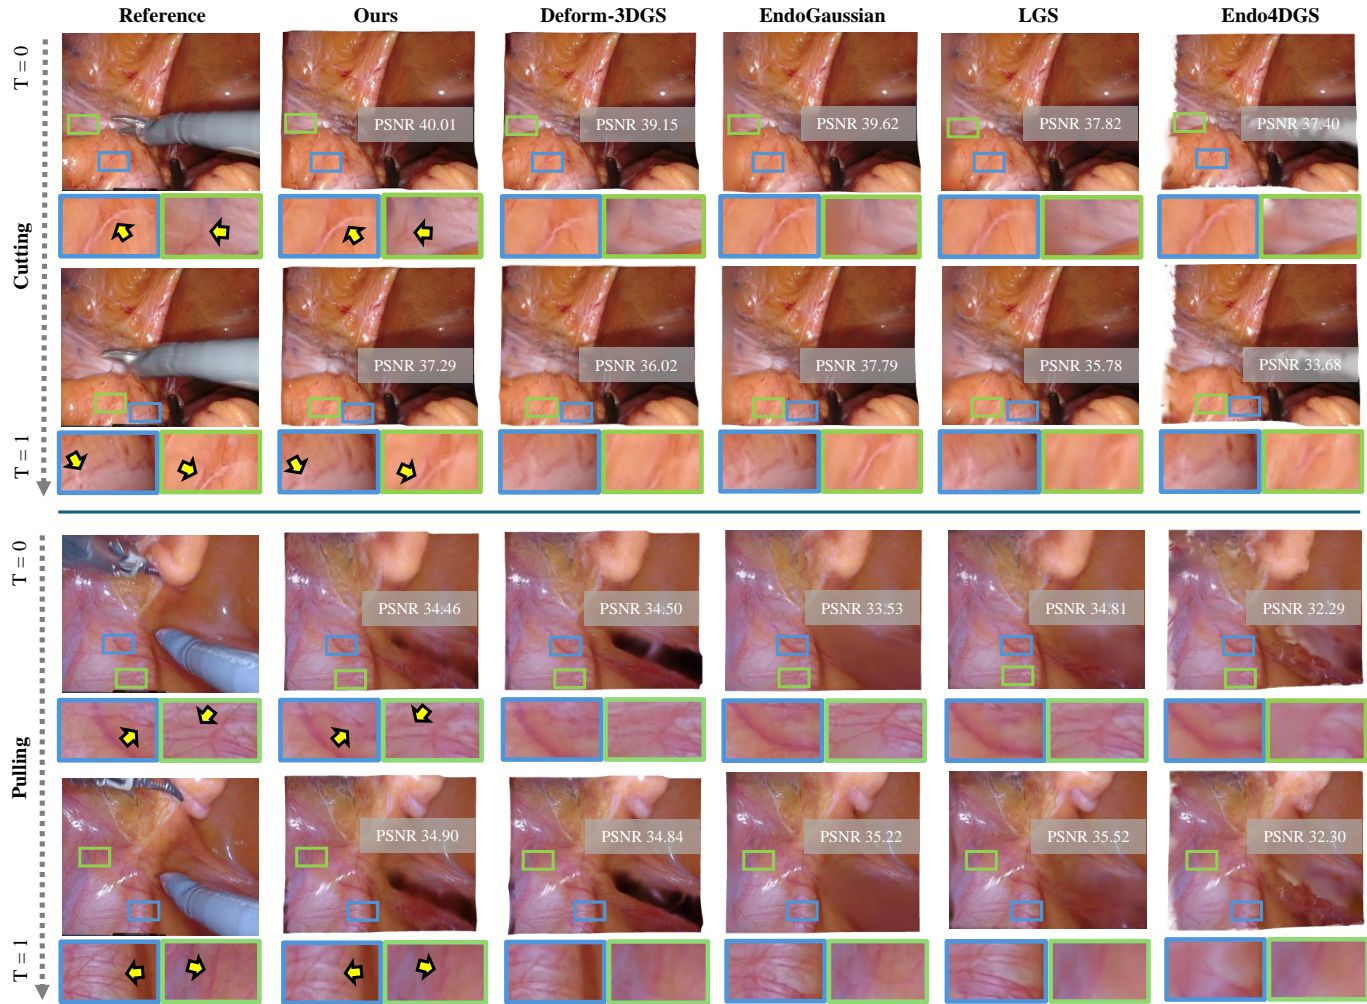 Reference Ours Deform-3DGS EndoGaussian LGS Endo4DGS
T = 0
PSNR 40.01 PSNR 39.15 PSNR 39.62 PSNR 37.82 PSNR 37.40
Cutting
PSNR 37.29 PSNR 36.02 PSNR 37.79 PSNR 35.78 PSNR 33.68
T = 1
T = 0
PSNR 34.46 PSNR 34.50 PSNR 33.53 PSNR 34.81 PSNR 32.29
Pulling
PSNR 34.90 PSNR 34.84 PSNR 35.22 PSNR 35.52 PSNR 32.30
T = 1